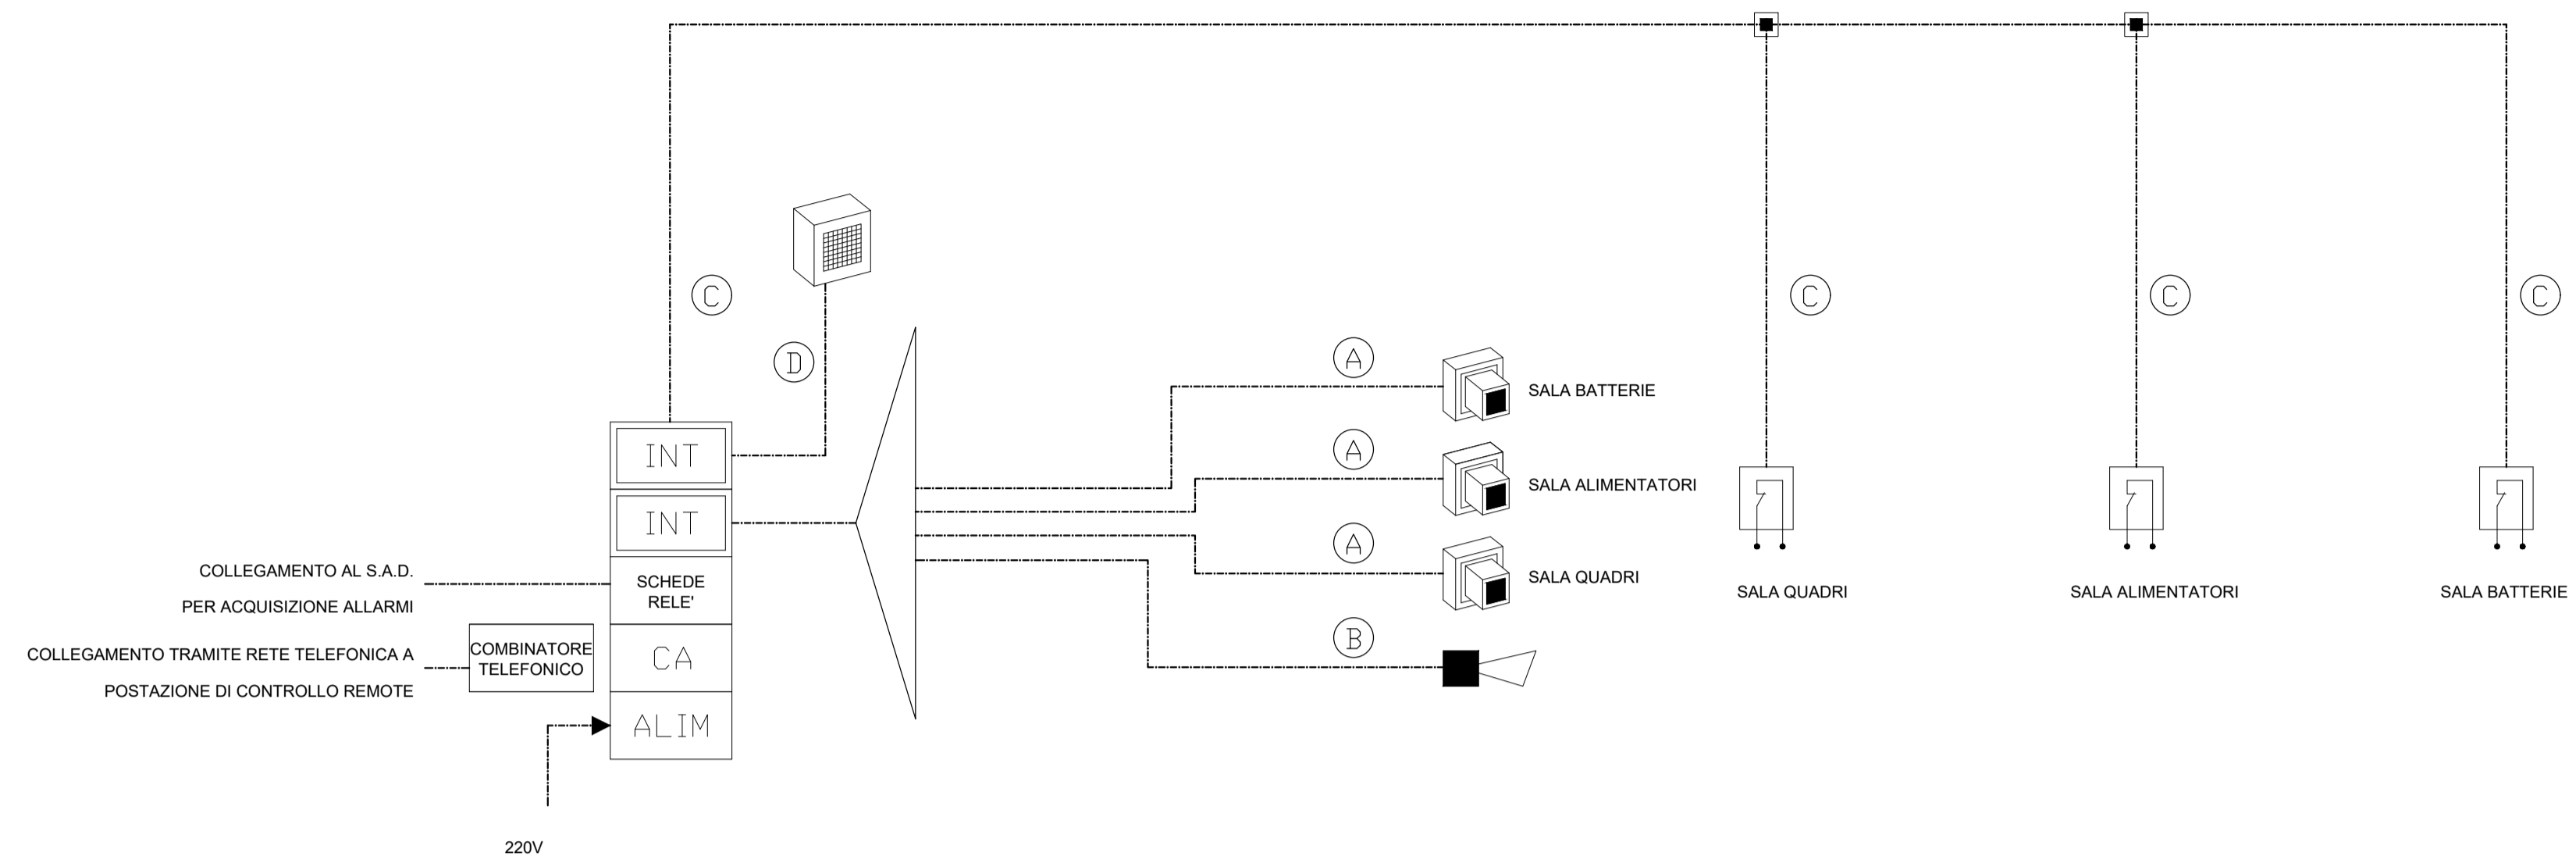 C
C
C
C
D
A
SALA BATTERIE
A
SALA ALIMENTATORI
A
SALA QUADRI
B
INT
INT
SCHEDE
RELE'
CA
ALIM
COLLEGAMENTO AL S.A.D.
PER ACQUISIZIONE ALLARMI
COLLEGAMENTO TRAMITE RETE TELEFONICA A
POSTAZIONE DI CONTROLLO REMOTE
COMBINATORE
TELEFONICO
220V
SALA QUADRI
SALA ALIMENTATORI
SALA BATTERIE